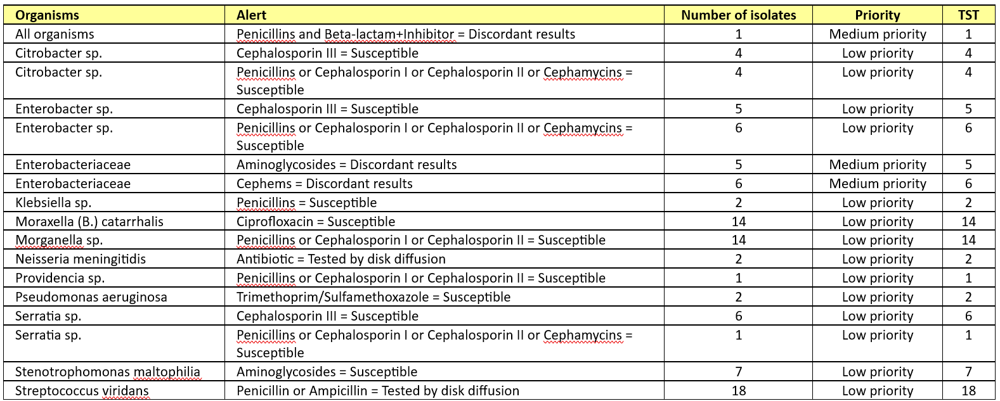 Organisms Alert Number of isolates Priority TST
All organisms Penicillins and Beta-lactam+Inhibitor = Discordant results 1 Medium priority 1
Citrobacter sp. Cephalosporin III = Susceptible 4 Low priority 4
Citrobacter sp. Penicillins or Cephalosporin I or Cephalosporin II or Cephamycins = 4 Low priority 4
Susceptible
Enterobacter sp. Cephalosporin III = Susceptible 5 Low priority 5
Enterobacter sp. Penicillins or Cephalosporin I or Cephalosporin II or Cephamycins = 6 Low priority 6
Susceptible
Enterobacteriaceae Aminoglycosides = Discordant results 5 Medium priority 5
Enterobacteriaceae Cephems = Discordant results 6 Medium priority 6
Klebsiella sp. Penicillins = Susceptible 2 Low priority 2
Moraxella (B.) catarrhalis Ciprofloxacin = Susceptible 14 Low priority 14
Morganella sp. Penicillins or Cephalosporin I or Cephalosporin II = Susceptible 14 Low priority 14
Neisseria meningitidis Antibiotic = Tested by disk diffusion 2 Low priority 2
Providencia sp. Penicillins or Cephalosporin I or Cephalosporin II = Susceptible 1 Low priority 1
Pseudomonas aeruginosa Trimethoprim/Sulfamethoxazole = Susceptible 2 Low priority 2
Serratia sp. Cephalosporin III = Susceptible 6 Low priority 6
Serratia sp. Penicillins or Cephalosporin I or Cephalosporin II or Cephamycins = 1 Low priority 1
Susceptible
Stenotrophomonas maltophilia Aminoglycosides = Susceptible 7 Low priority 7
Streptococcus viridans Penicillin or Ampicillin = Tested by disk diffusion 18 Low priority 18